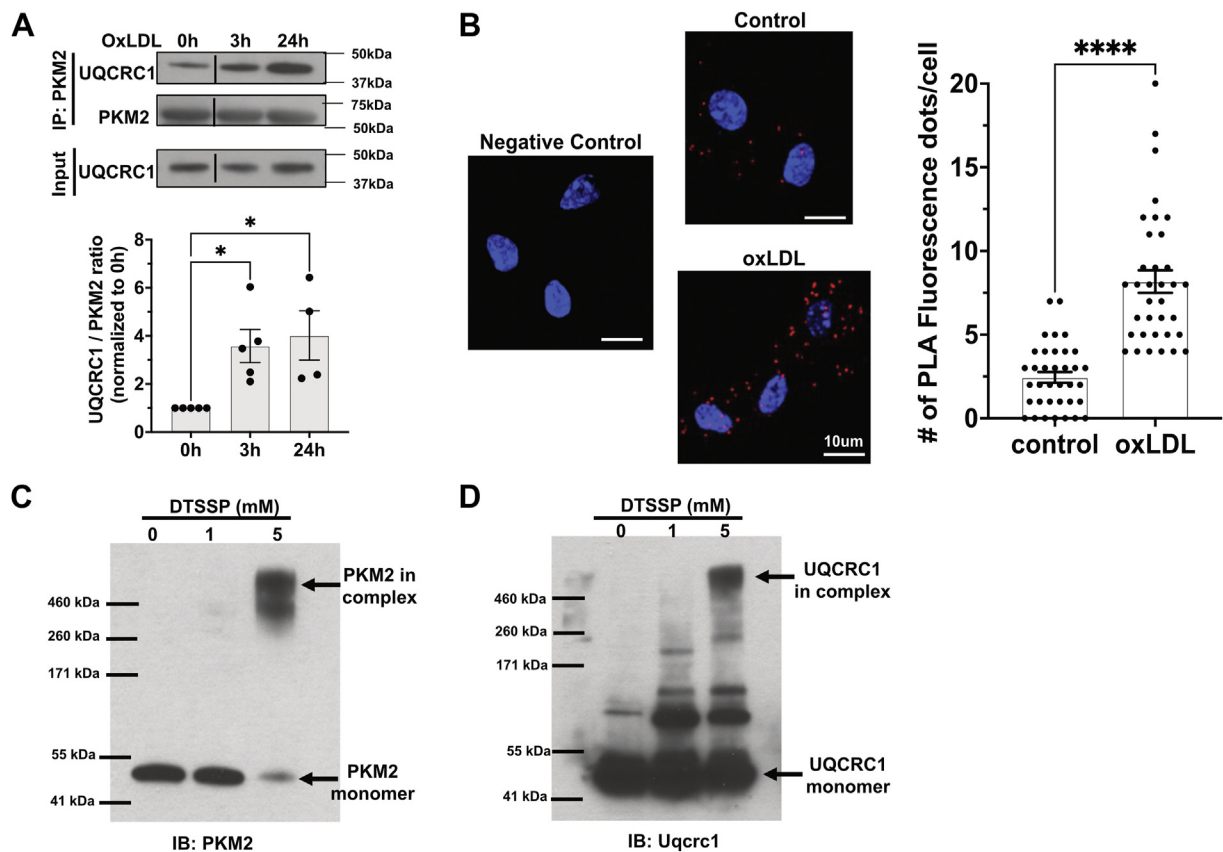 A
OxLDL 0h 3h 24h
IP: PKM2
UQCRC1
50kDa
37kDa
PKM2
75kDa
50kDa
Input
UQCRC1
50kDa
37kDa
UQCRC1 / PKM2 ratio
(normalized to 0h)
8
6
4
2
0
*
*
0h 3h 24h
B
Negative Control
Control
oxLDL
10um
# of PLA Fluorescence dots/cell
20
15
10
5
0
****
control oxLDL
C
DTSSP (mM)
0 1 5
460 kDa
260 kDa
171 kDa
55 kDa
41 kDa
PKM2 in
complex
PKM2
monomer
IB: PKM2
D
DTSSP (mM)
0 1 5
460 kDa
260 kDa
171 kDa
55 kDa
41 kDa
UQCRC1
in complex
UQCRC1
monomer
IB: Uqcrc1